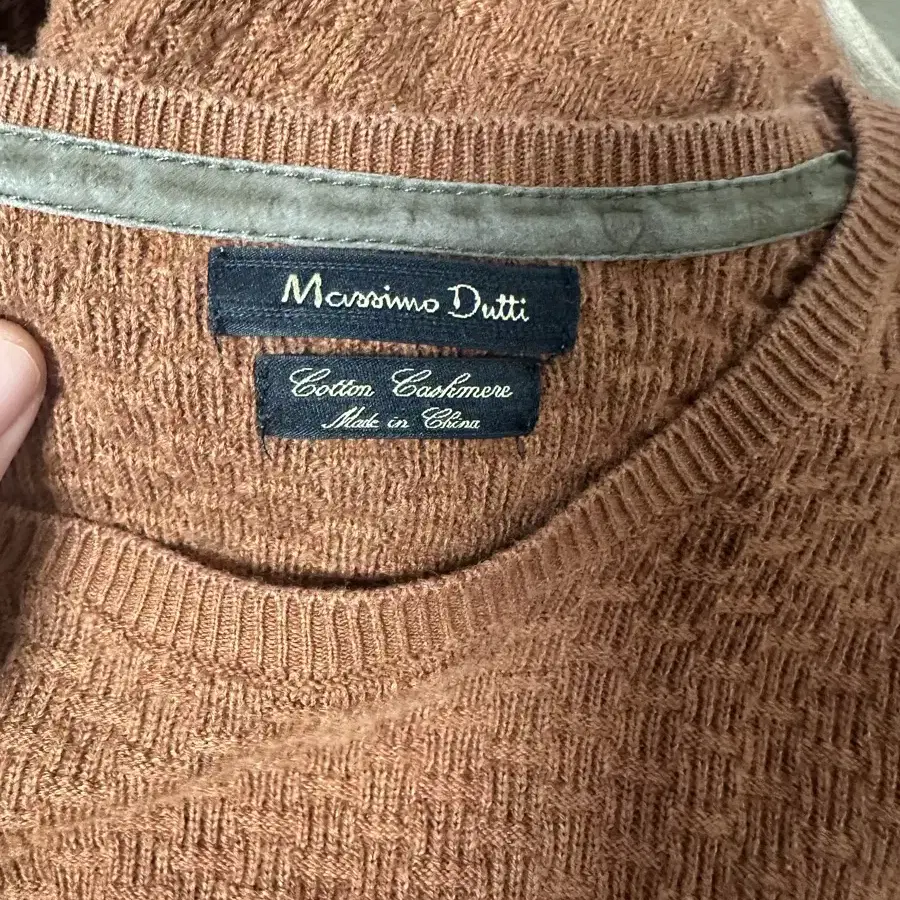 Massimo Dutti
Cotton Cashmere
Made in China